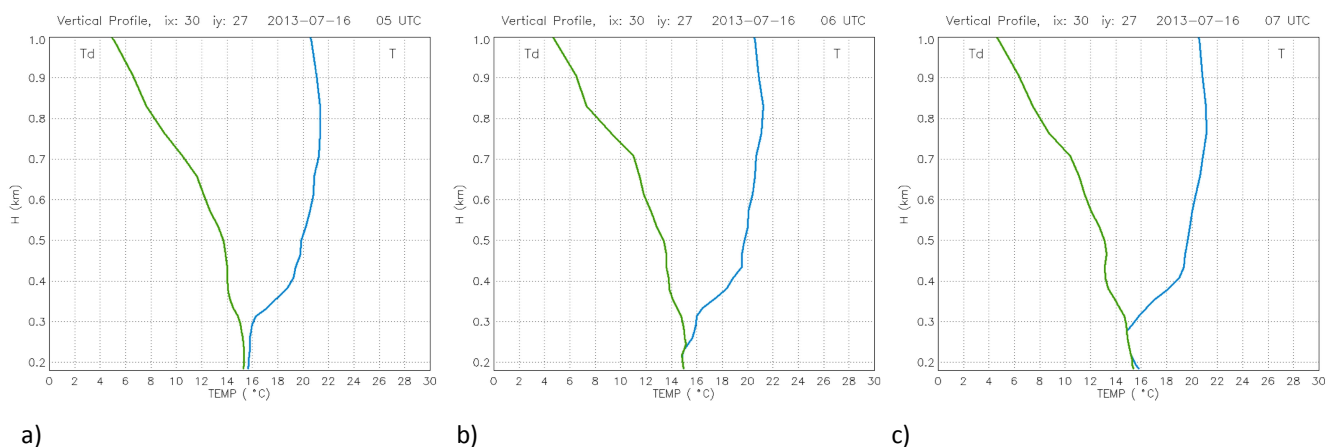 Vertical Profile, ix: 30 iy: 27 2013-07-16 05 UTC
Td T
H (km)
1.0
0.9
0.8
0.7
0.6
0.5
0.4
0.3
0.2
0 2 4 6 8 10 12 14 16 18 20 22 24 26 28 30
TEMP ( °C)
a)
Vertical Profile, ix: 30 iy: 27 2013-07-16 06 UTC
Td T
H (km)
1.0
0.9
0.8
0.7
0.6
0.5
0.4
0.3
0.2
0 2 4 6 8 10 12 14 16 18 20 22 24 26 28 30
TEMP ( °C)
b)
Vertical Profile, ix: 30 iy: 27 2013-07-16 07 UTC
Td T
H (km)
1.0
0.9
0.8
0.7
0.6
0.5
0.4
0.3
0.2
0 2 4 6 8 10 12 14 16 18 20 22 24 26 28 30
TEMP ( °C)
c)